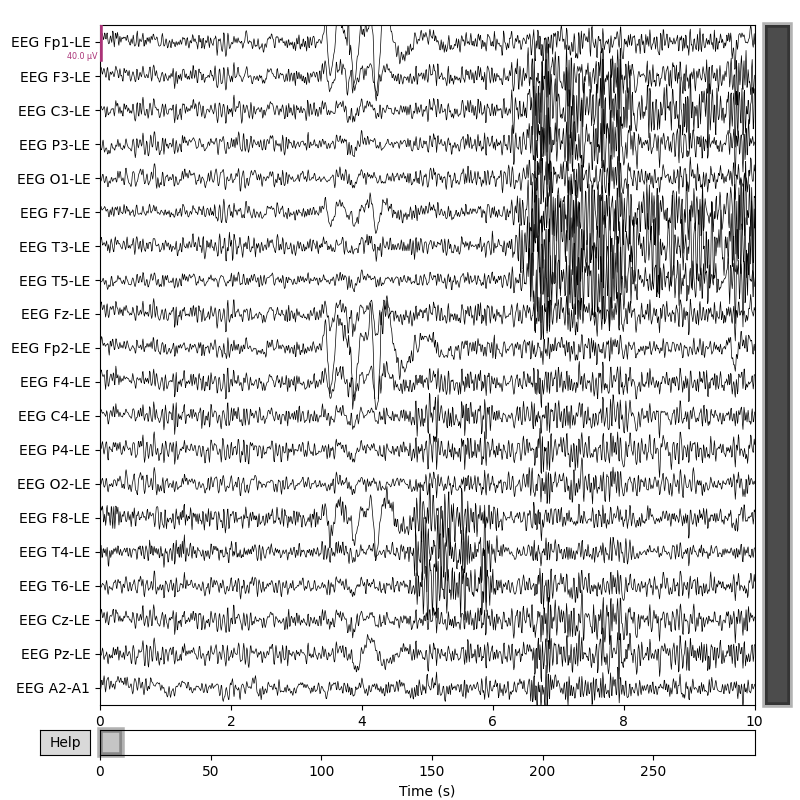 EEG Fp1-LE
40.0 µV
EEG F3-LE
EEG C3-LE
EEG P3-LE
EEG O1-LE
EEG F7-LE
EEG T3-LE
EEG T5-LE
EEG Fz-LE
EEG Fp2-LE
EEG F4-LE
EEG C4-LE
EEG P4-LE
EEG O2-LE
EEG F8-LE
EEG T4-LE
EEG T6-LE
EEG Cz-LE
EEG Pz-LE
EEG A2-A1
0 2 4 6 8 10
Help
0 50 100 150 200 250
Time (s)